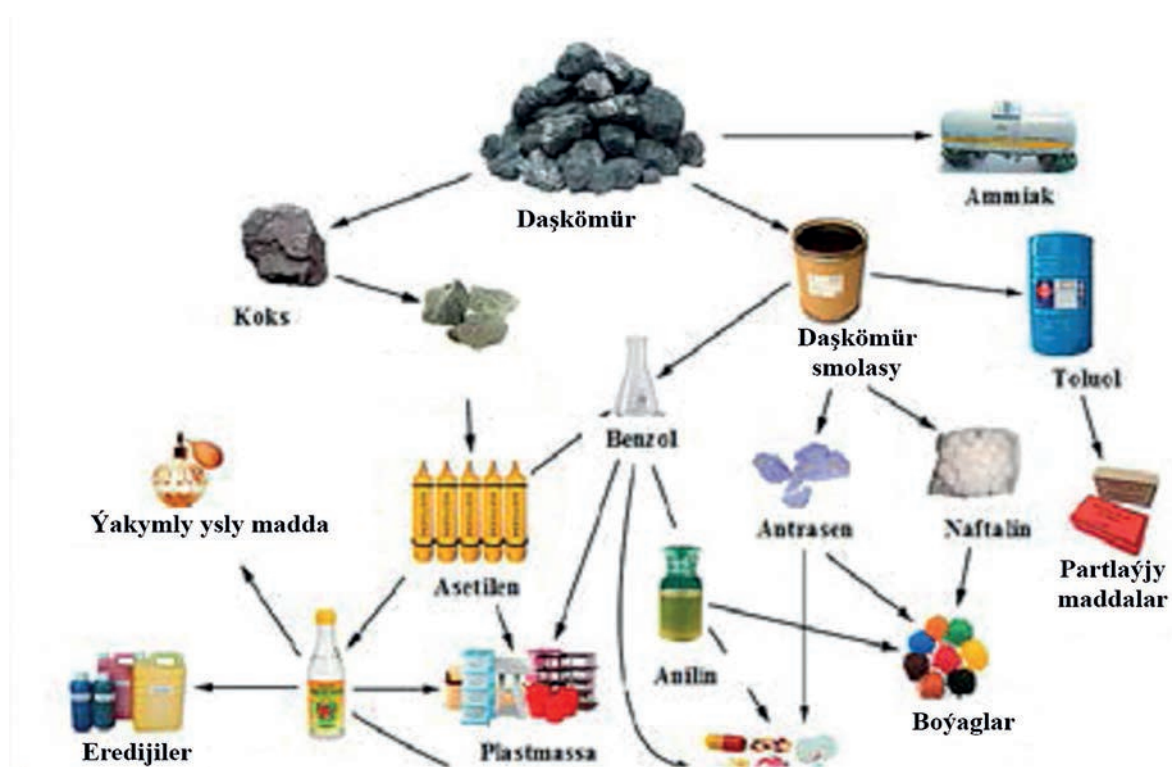 Ammiak
Daşkömür
Koks
Daşkömür
smolasy
Toluol
Benzol
Ýakymly ysly madda
Antrasen
Naftalin
Asetilen
Partlaýjy
maddalar
Anilin
Boýaglar
Eredijiler
Plastmassa